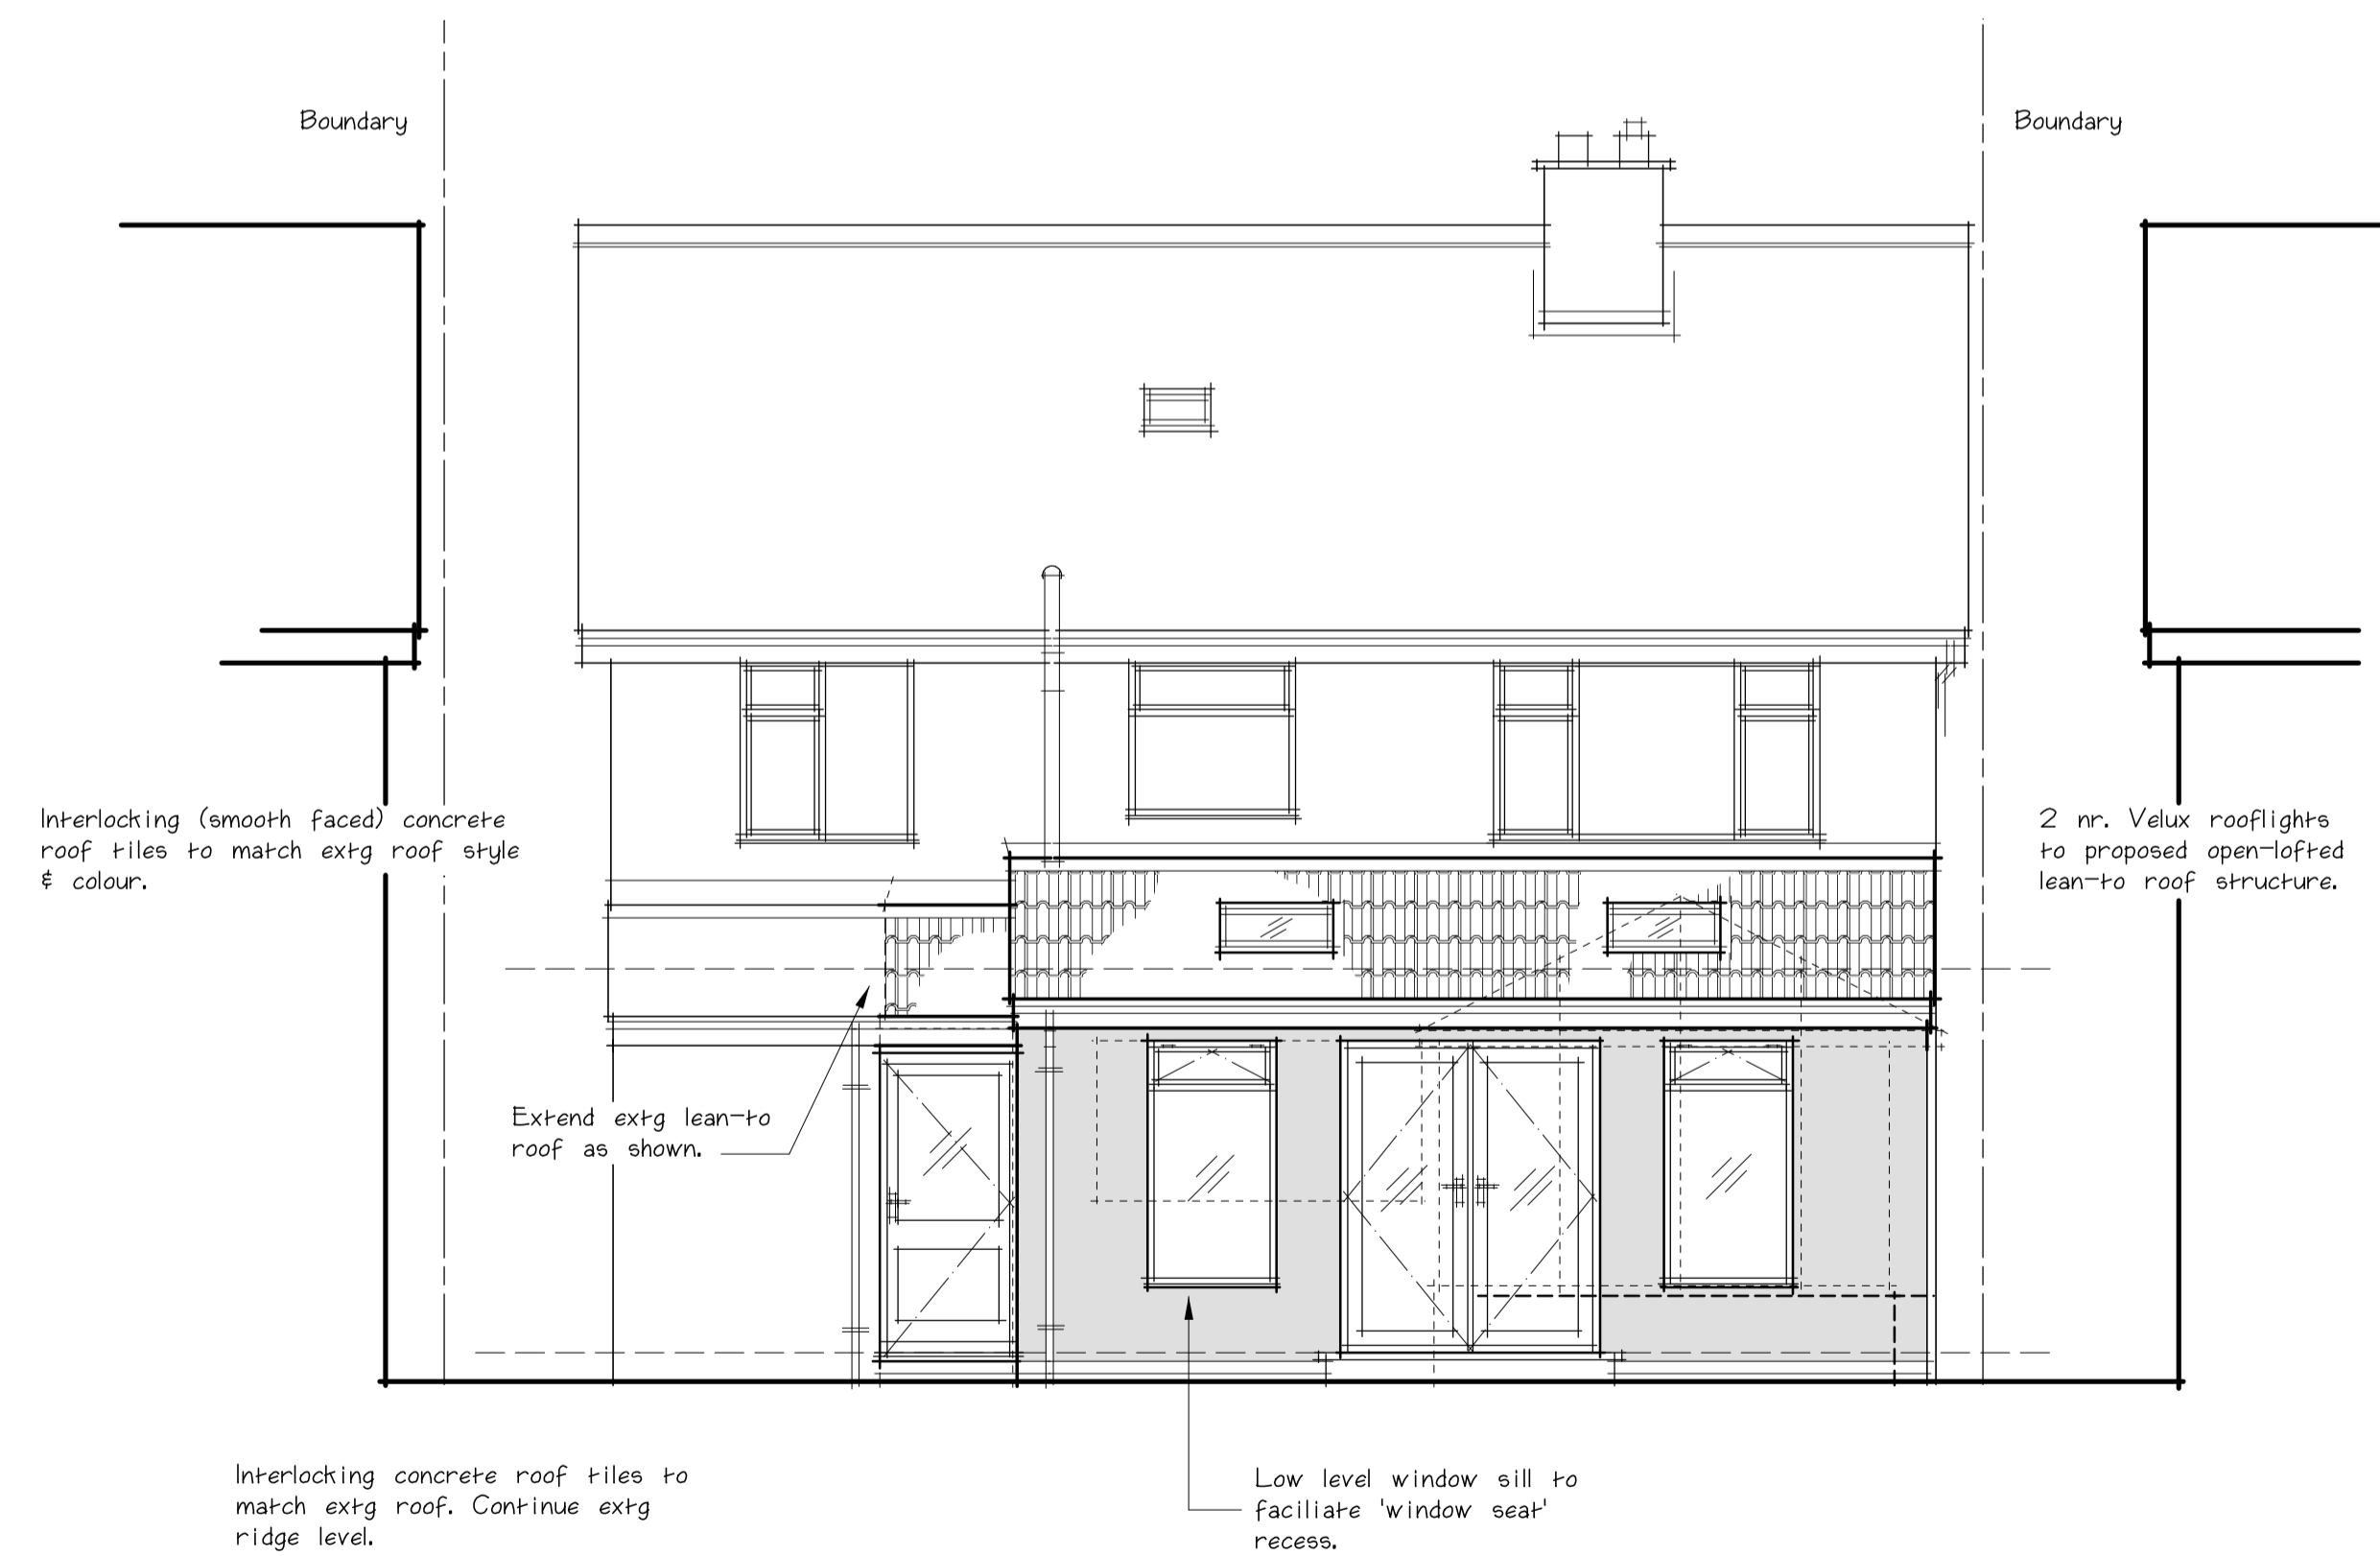 Boundary
Boundary
Interlocking (smooth faced) concrete
roof tiles to match extg roof style
& colour.
2 nr. Velux rooflights
to proposed open-lofted
lean-to roof structure.
Extend extg lean-to
roof as shown.
Interlocking concrete roof tiles to
match extg roof. Continue extg
ridge level.
Low level window sill to
faciliate 'window seat'
recess.